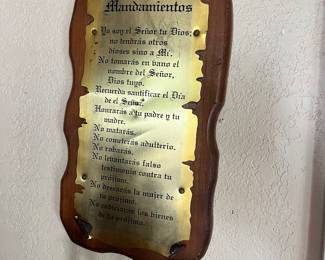 Mandamientos
Yo soy el Señor tu Dios;
no tendrás otros
dioses sino a Mí.
No tomarás en vano el
nombre del Señor,
Dios tuyo.
Recuerda santificar el Día
de el Señor.
Honrarás a tu padre y tu
madre.
No matarás.
No cometerás adulterio.
No robarás.
No levantarás falso
testimonio contra tu
prójimo.
No desearás la mujer de
tu prójimo.
No codiciarás los bienes
de tu prójimo.